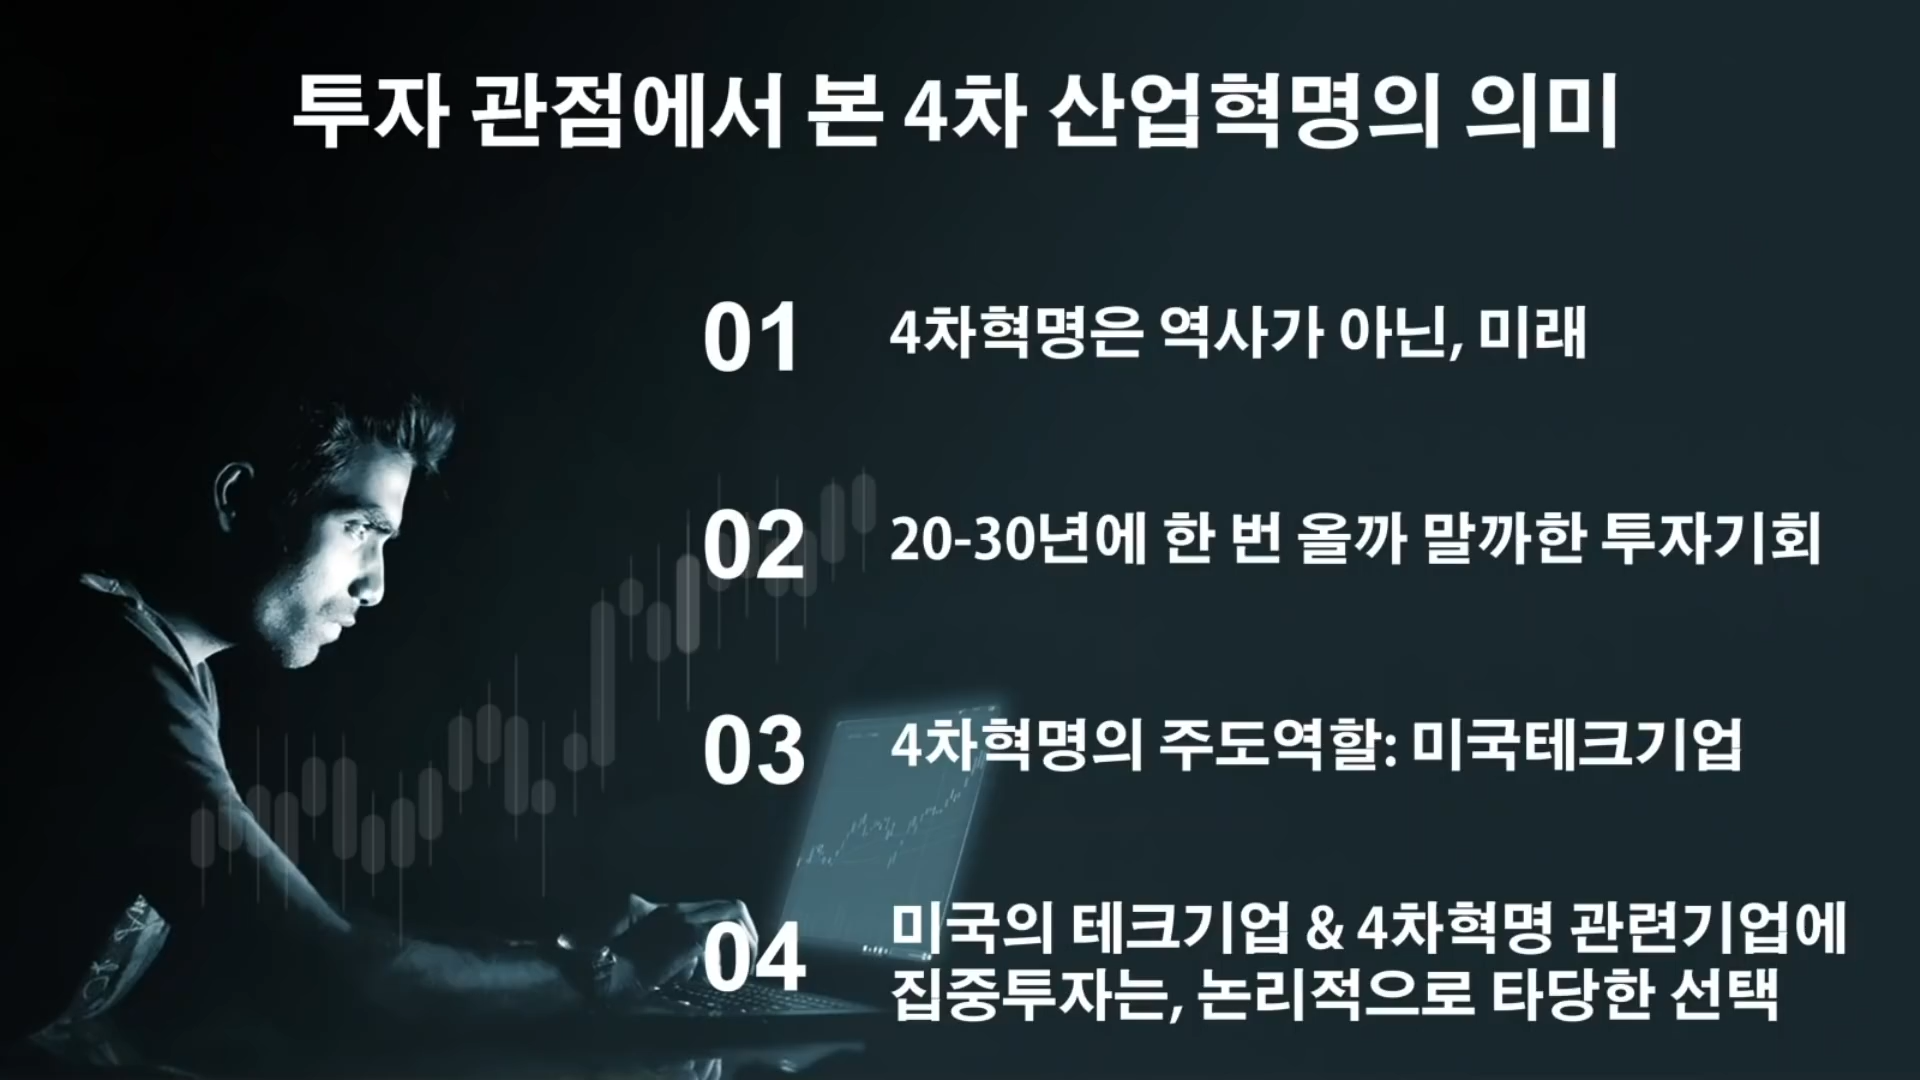 투자 관점에서 본 4차 산업혁명의 의미
01 4차혁명은 역사가 아닌, 미래
02 20-30년에 한 번 올까 말까한 투자기회
03 4차혁명의 주도역할: 미국테크기업
04 미국의 테크기업 & 4차혁명 관련기업에
집중투자는, 논리적으로 타당한 선택